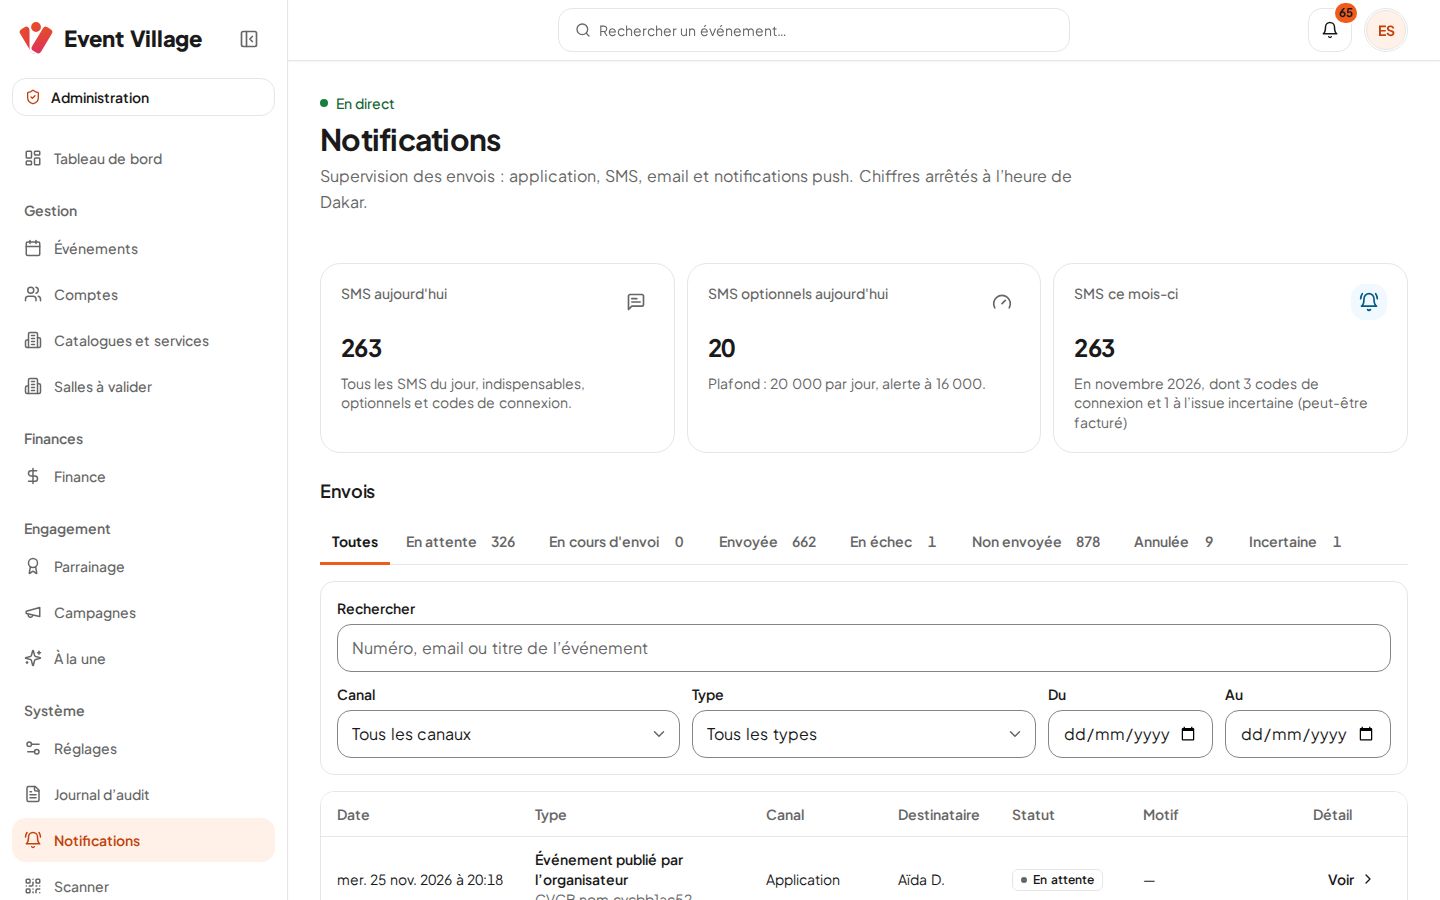 Event Village
Rechercher un événement…
65
ES
Administration
Tableau de bord
Gestion
Événements
Comptes
Catalogues et services
Salles à valider
Finances
Finance
Engagement
Parrainage
Campagnes
À la une
Système
Réglages
Journal d’audit
Notifications
Scanner
En direct
Notifications
Supervision des envois : application, SMS, email et notifications push. Chiffres arrêtés à l’heure de
Dakar.
SMS aujourd'hui
263
Tous les SMS du jour, indispensables,
optionnels et codes de connexion.
SMS optionnels aujourd'hui
20
Plafond : 20 000 par jour, alerte à 16 000.
SMS ce mois-ci
263
En novembre 2026, dont 3 codes de
connexion et 1 à l’issue incertaine (peut-être
facturé)
Envois
Toutes En attente 326 En cours d'envoi 0 Envoyée 662 En échec 1 Non envoyée 878 Annulée 9 Incertaine 1
Rechercher
Numéro, email ou titre de l’événement
Canal Type Du Au
Tous les canaux Tous les types dd/mm/yyyy dd/mm/yyyy
Date Type Canal Destinataire Statut Motif Détail
Événement publié par
l’organisateur
mer. 25 nov. 2026 à 20:18 Application Aïda D. En attente — Voir